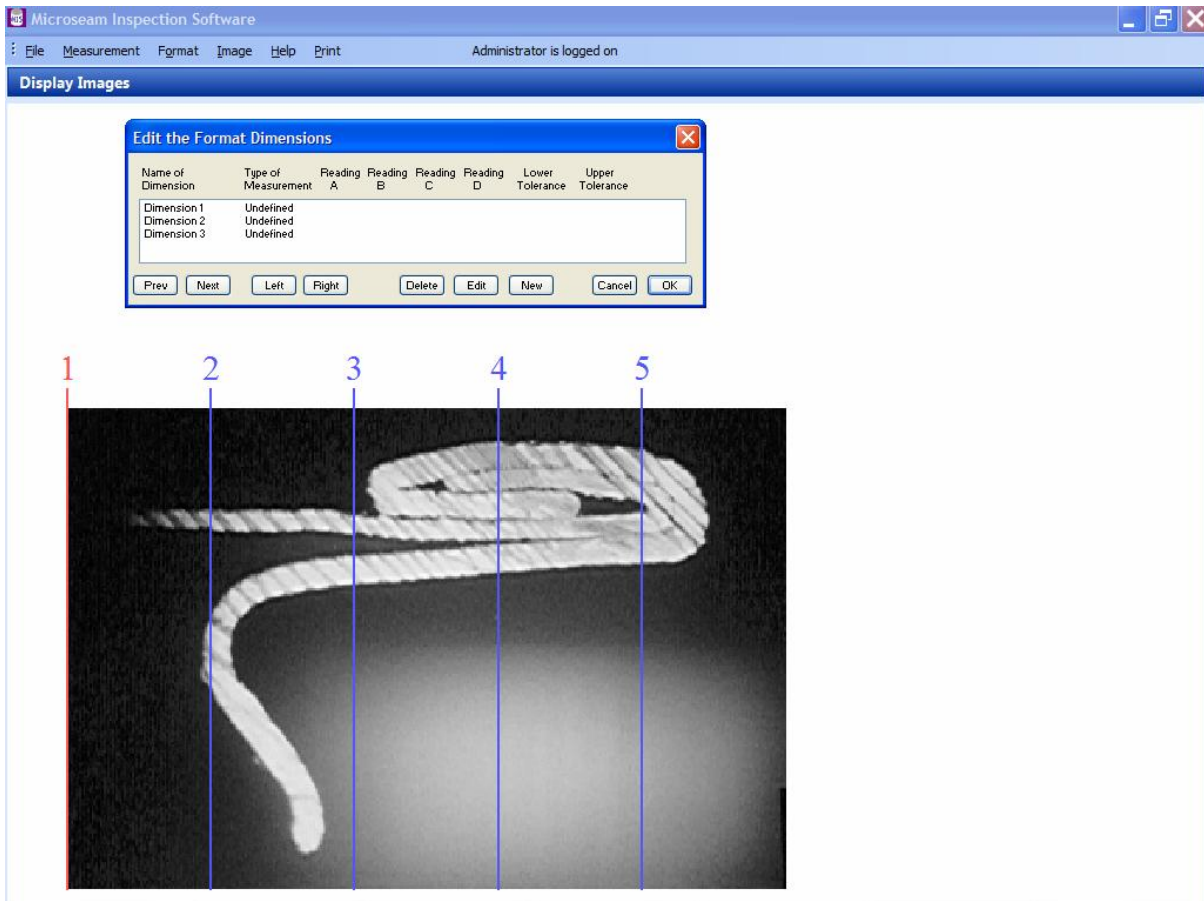 MIS Microseam Inspection Software
File Measurement Format Image Help Print Administrator is logged on
Display Images
Edit the Format Dimensions
Name of Type of Reading Reading Reading Reading Lower Upper
Dimension Measurement A B C D Tolerance Tolerance
Dimension 1 Undefined
Dimension 2 Undefined
Dimension 3 Undefined
Prev Next Left Right Delete Edit New Cancel OK
1 2 3 4 5